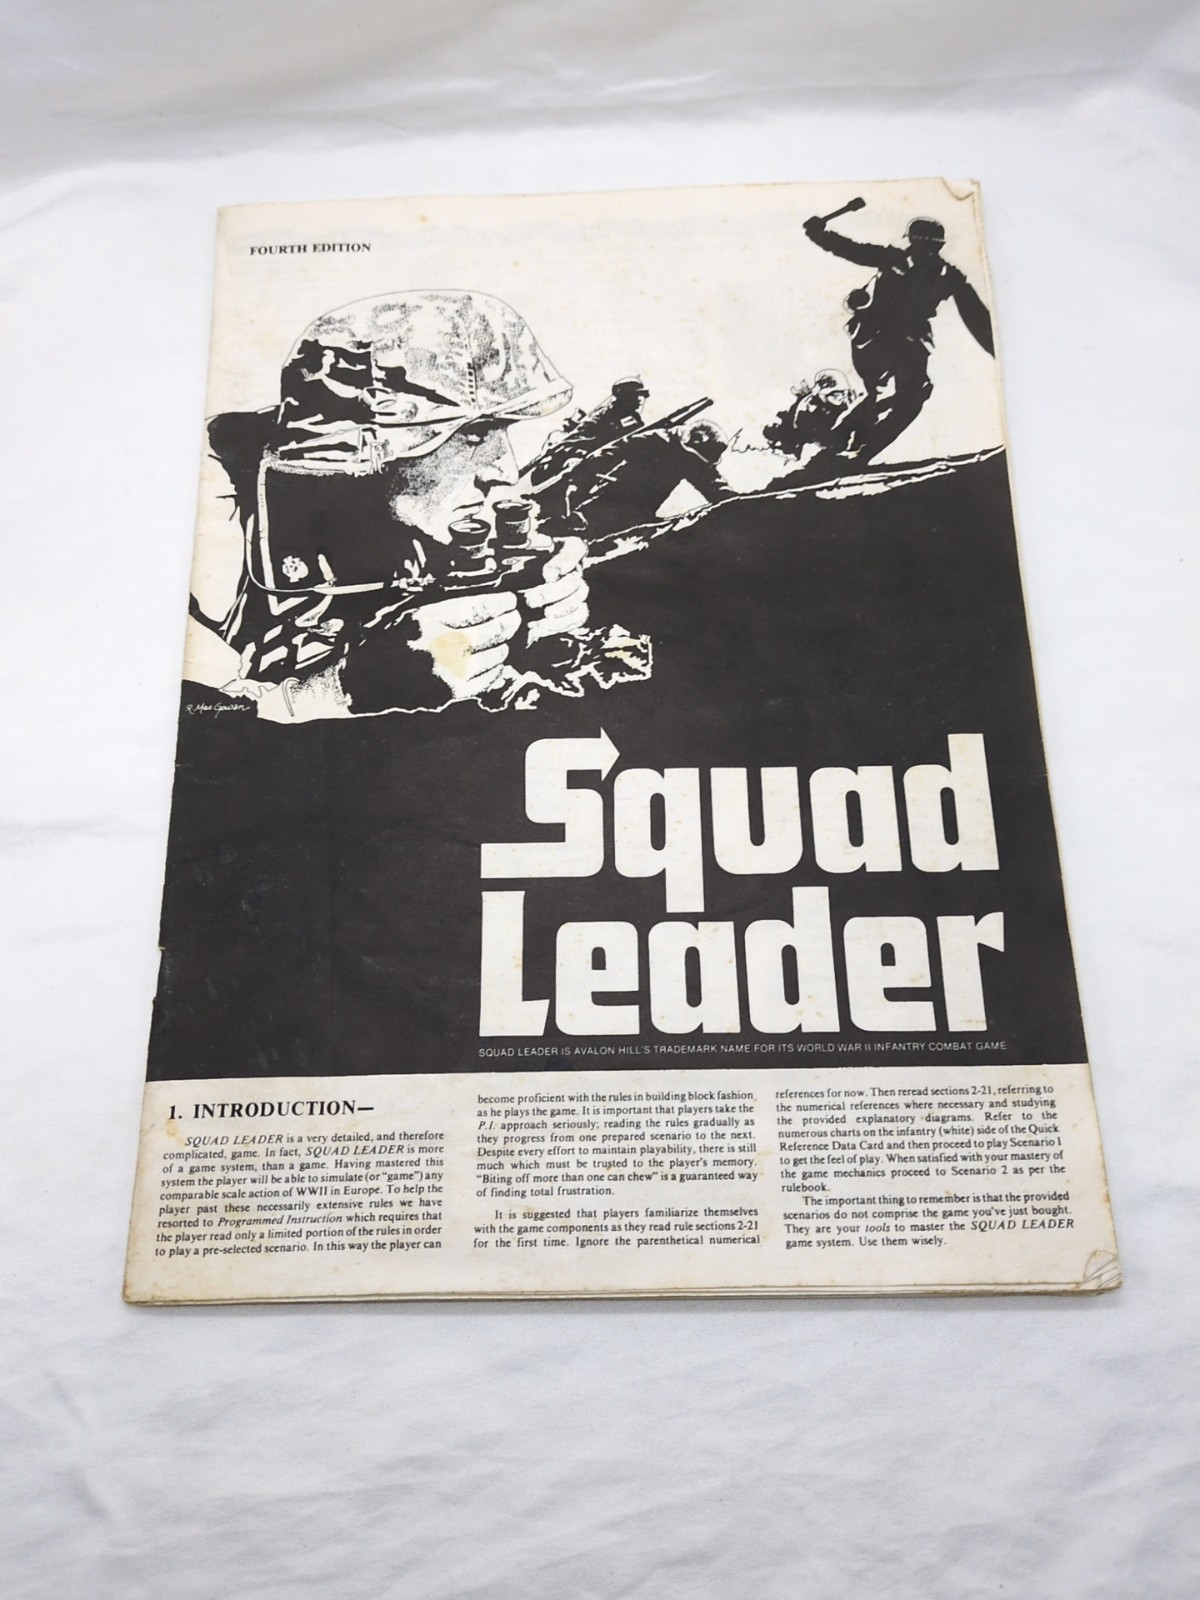 FOURTH EDITION
R. MacGowan
Squad
Leader
SQUAD LEADER IS AVALON HILL'S TRADEMARK NAME FOR ITS WORLD WAR II INFANTRY COMBAT GAME
1. INTRODUCTION—
SQUAD LEADER is a very detailed, and therefore
complicated, game. In fact, SQUAD LEADER is more
of a game system, than a game. Having mastered this
system the player will be able to simulate (or "game") any
comparable scale action of WWII in Europe. To help the
player past these necessarily extensive rules we have
resorted to Programmed Instruction which requires that
the player read only a limited portion of the rules in order
to play a pre-selected scenario. In this way the player can
become proficient with the rules in building block fashion
as he plays the game. It is important that players take the
P.I. approach seriously; reading the rules gradually as
they progress from one prepared scenario to the next.
Despite every effort to maintain playability, there is still
much which must be trusted to the player's memory.
"Biting off more than one can chew" is a guaranteed way
of finding total frustration.
It is suggested that players familiarize themselves
with the game components as they read rule sections 2-21
for the first time. Ignore the parenthetical numerical
references for now. Then reread sections 2-21, referring to
the numerical references where necessary and studying
the provided explanatory diagrams. Refer to the
numerous charts on the infantry (white) side of the Quick
Reference Data Card and then proceed to play Scenario 1
to get the feel of play. When satisfied with your mastery of
the game mechanics proceed to Scenario 2 as per the
rulebook.
The important thing to remember is that the provided
scenarios do not comprise the game you've just bought.
They are your tools to master the SQUAD LEADER
game system. Use them wisely.